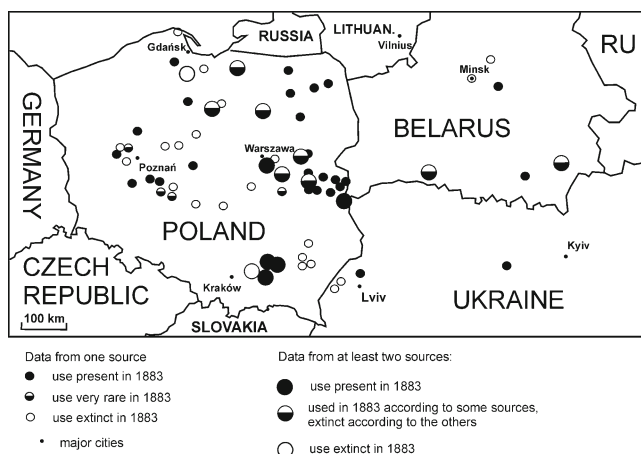 LITHUAN.
RUSSIA
Vilnius
Gdańsk
RU
Minsk
GERMANY
BELARUS
Warszawa
Poznań
POLAND
Kyiv
CZECH
REPUBLIC
Kraków
Lviv
UKRAINE
100 km
SLOVAKIA
Data from one source
use present in 1883
use very rare in 1883
use extinct in 1883
major cities
Data from at least two sources:
use present in 1883
used in 1883 according to some sources,
extinct according to the others
use extinct in 1883